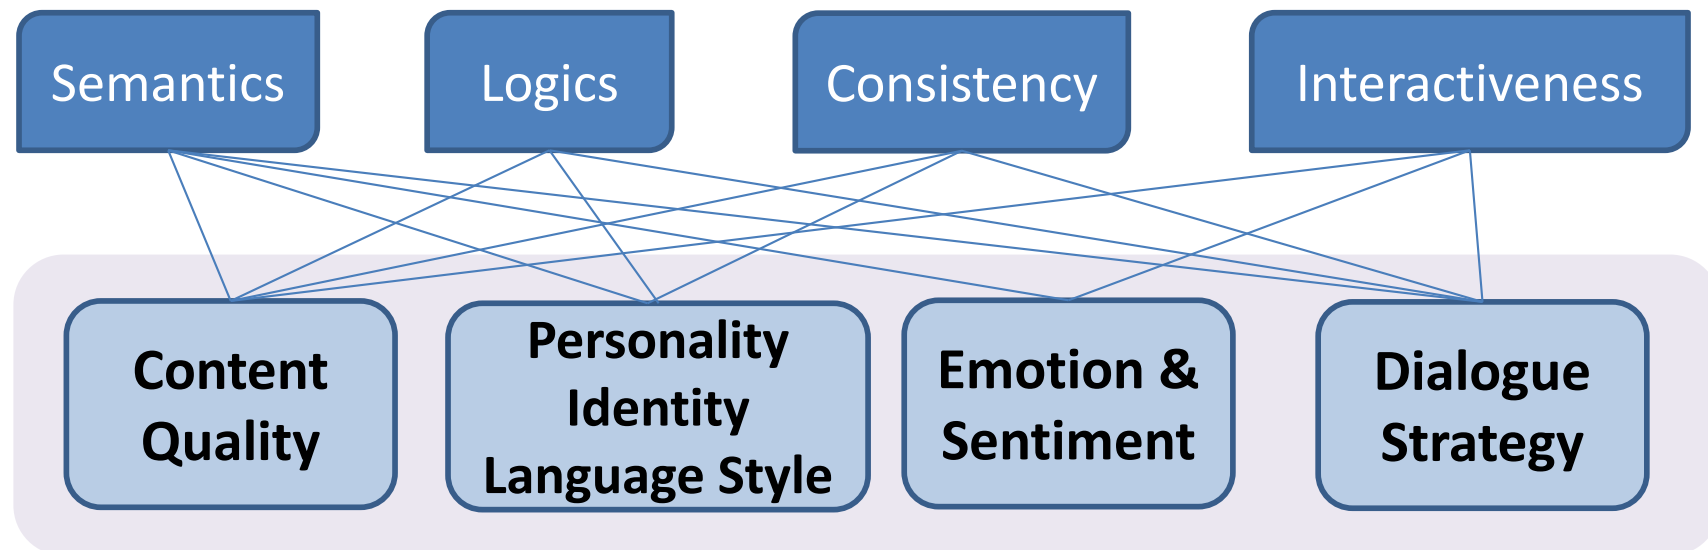 Semantics
Logics
Consistency
Interactiveness
Content
Quality
Personality
Identity
Language Style
Emotion &
Sentiment
Dialogue
Strategy